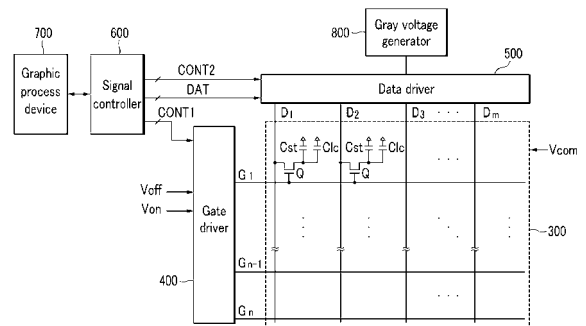 700
Graphic
process
device
600
Signal
controller
800
Gray voltage
generator
500
CONT2
DAT
CONT1
Data driver
D1 D2 D3 . . . Dm
Cst Clc Cst Clc
Q Q
Vcom
G1
Voff
Von
Gate
driver
400
300
Gn-1
Gn